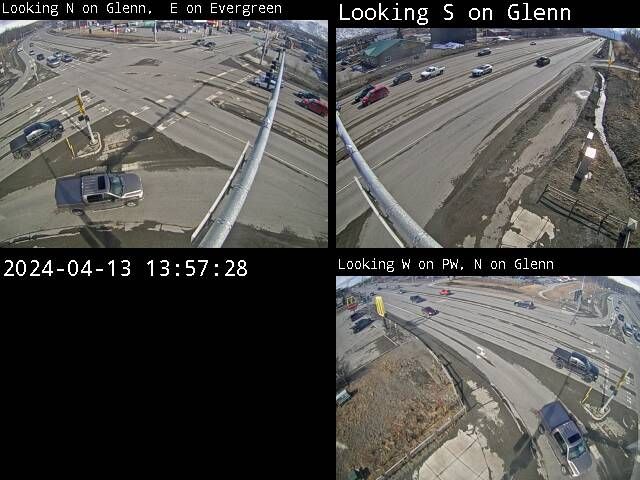 Looking N on Glenn,  E on Evergreen
Looking S on Glenn
2024-04-13 13:57:28
Looking W on PW, N on Glenn